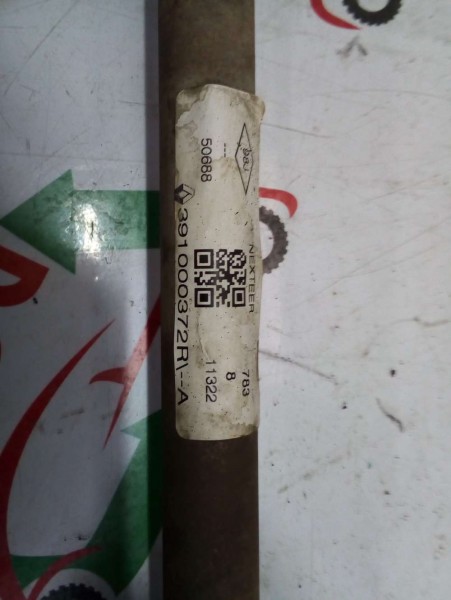 ---
50688
NEXTEER
783
8
11322
391000372R\--A